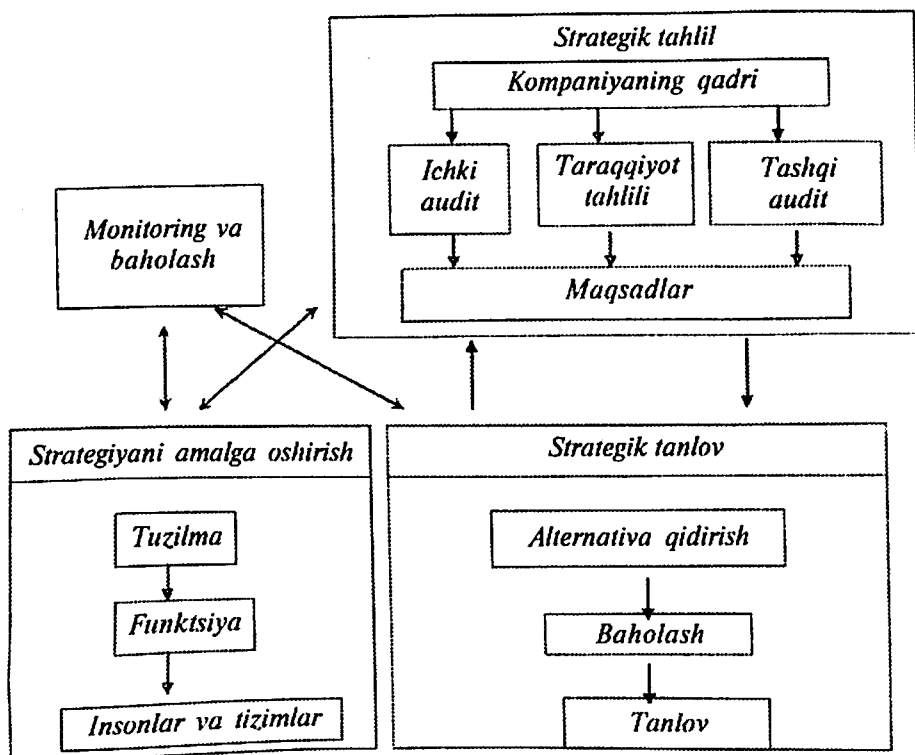 Strategik tahlil
Kompaniyaning qadri
Ichki
audit
Taraqqiyot
tahlili
Tashqi
audit
Maqsadlar
Monitoring va
baholash
Strategiyani amalga oshirish
Tuzilma
Funktsiya
Insonlar va tizimlar
Strategik tanlov
Alternativa qidirish
Baholash
Tanlov